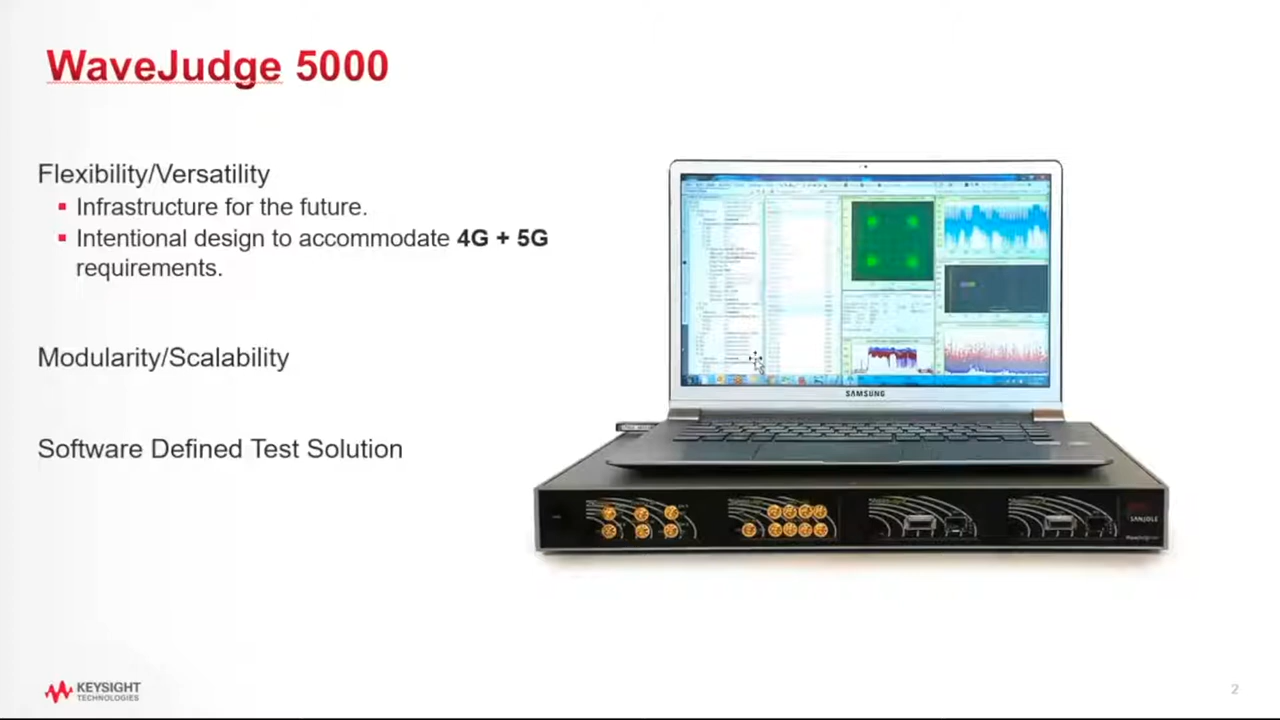 WaveJudge 5000
Flexibility/Versatility
Infrastructure for the future.
Intentional design to accommodate 4G + 5G
requirements.
Modularity/Scalability
Software Defined Test Solution
SAMSUNG
SANJOLE
KEYSIGHT
TECHNOLOGIES
2